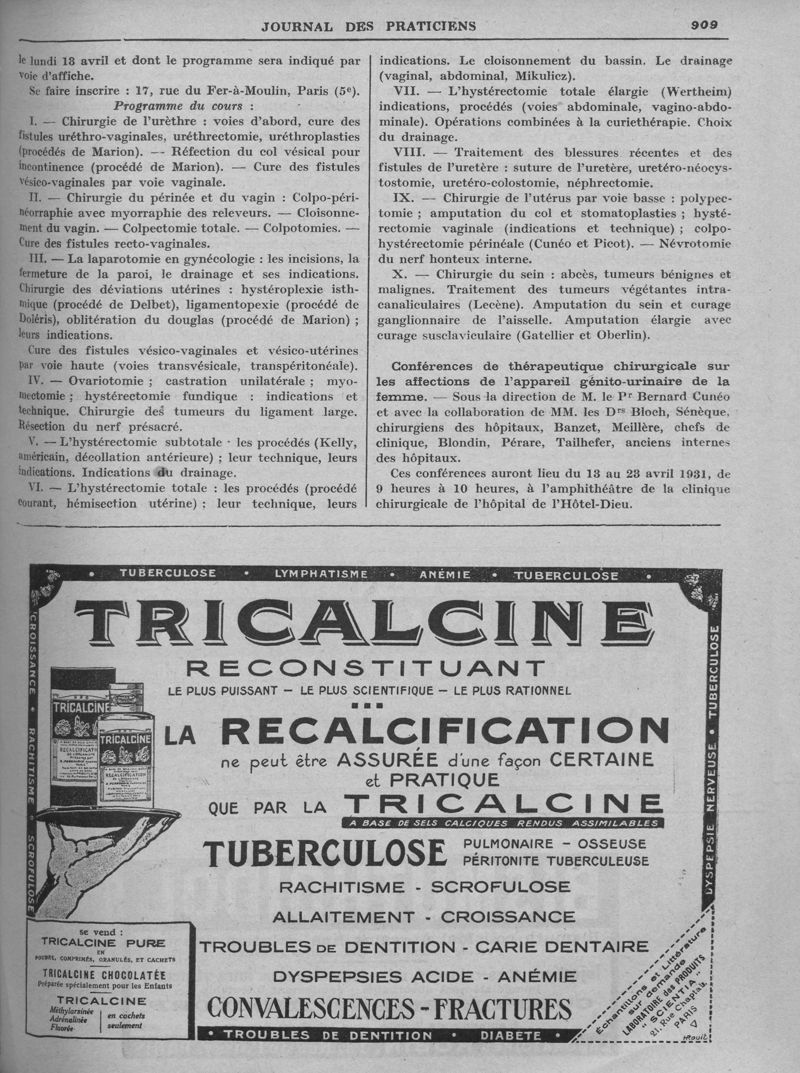 JOURNAL DES PRATICIENS 909
le lundi 13 avril et dont le programme sera indiqué par
voie d'affiche.
Se faire inscrire : 17, rue du Fer-à-Moulin, Paris (5e).
Programme du cours :
I. — Chirurgie de l'urèthre : voies d'abord, cure des
fistules uréthro-vaginales, uréthrectomie, uréthroplasties
(procédés de Marion). — Réfection du col vésical pour
incontinence (procédé de Marion). — Cure des fistules
vésico-vaginales par voie vaginale.
II. — Chirurgie du périnée et du vagin : Colpo-péri-
néorraphie avec myorraphie des releveurs. — Cloisonne-
ment du vagin. — Colpectomie totale. — Colpotomies. —
Cure des fistules recto-vaginales.
III. — La laparotomie en gynécologie : les incisions, la
fermeture de la paroi, le drainage et ses indications.
Chirurgie des déviations utérines : hystéroplexie isth-
mique (procédé de Delbet), ligamentopexie (procédé de
Doléris), oblitération du douglas (procédé de Marion) ;
leurs indications.
Cure des fistules vésico-vaginales et vésico-utérines
par voie haute (voies transvésicale, transpéritonéale).
IV. — Ovariotomie ; castration unilatérale ; myo-
mectomie ; hystérectomie fundique : indications et
technique. Chirurgie des tumeurs du ligament large.
Résection du nerf présacré.
V. — L'hystérectomie subtotale · les procédés (Kelly,
américain, décollation antérieure) ; leur technique, leurs
indications. Indications du drainage.
VI. — L'hystérectomie totale : les procédés (procédé
courant, hémisection utérine) : leur technique, leurs
indications. Le cloisonnement du bassin. Le drainage
(vaginal, abdominal, Mikulicz).
VII. — L'hystérectomie totale élargie (Wertheim)
indications, procédés (voies abdominale, vagino-abdo-
minale). Opérations combinées à la curiethérapie. Choix
du drainage.
VIII. — Traitement des blessures récentes et des
fistules de l'uretère : suture de l'uretère, uretéro-néocys-
tostomie, uretéro-colostomie, néphrectomie.
IX. — Chirurgie de l'utérus par voie basse : polypec-
tomie ; amputation du col et stomatoplasties ; hysté-
rectomie vaginale (indications et technique) ; colpo-
hystérectomie périnéale (Cunéo et Picot). — Névrotomie
du nerf honteux interne.
X. — Chirurgie du sein : abcès, tumeurs bénignes et
malignes. Traitement des tumeurs végétantes intra-
canaliculaires (Lecène). Amputation du sein et curage
ganglionnaire de l'aisselle. Amputation élargie avec
curage susclaviculaire (Gatellier et Oberlin).
Conférences de thérapeutique chirurgicale sur
les affections de l'appareil génito-urinaire de la
femme. — Sous la direction de M. le Pr Bernard Cunéo
et avec la collaboration de MM. les Drs Bloch, Sénèque,
chirurgiens des hôpitaux, Banzet, Meillère, chefs de
clinique, Blondin, Pérare, Tailhefer, anciens internes
des hôpitaux.
Ces conférences auront lieu du 13 au 23 avril 1931, de
9 heures à 10 heures, à l'amphithéâtre de la clinique
chirurgicale de l'hôpital de l'Hôtel-Dieu.
• TUBERCULOSE • LYMPHATISME • ANÉMIE • TUBERCULOSE •
CROISSANCE • RACHITISME • SCROFULOSE
DYSPEPSIE NERVEUSE • TUBERCULOSE
TRICALCINE
RECONSTITUANT
LE PLUS PUISSANT — LE PLUS SCIENTIFIQUE — LE PLUS RATIONNEL
TRICALCINE
RECALCIFICATION
TRICALCINE
RECALCIFICATION
LA RECALCIFICATION
ne peut être ASSURÉE d'une façon CERTAINE
et PRATIQUE
QUE PAR LA TRICALCINE
A BASE DE SELS CALCIQUES RENDUS ASSIMILABLES
TUBERCULOSE PULMONAIRE - OSSEUSE
PÉRITONITE TUBERCULEUSE
RACHITISME - SCROFULOSE
ALLAITEMENT - CROISSANCE
TROUBLES DE DENTITION - CARIE DENTAIRE
DYSPEPSIES ACIDE - ANÉMIE
CONVALESCENCES - FRACTURES
• TROUBLES DE DENTITION • DIABÈTE •
se vend :
TRICALCINE PURE
EN
POUDRE, COMPRIMÉS, GRANULÉS, ET CACHETS
TRICALCINE CHOCOLATÉE
Préparée spécialement pour les Enfants
TRICALCINE
Méthylarsinée
Adrénalinée
Fluorée
en cachets
seulement
Échantillons et Littérature
sur demande
LABORATOIRE des PRODUITS
"SCIENTIA"
21, Rue Chaptal,
PARIS